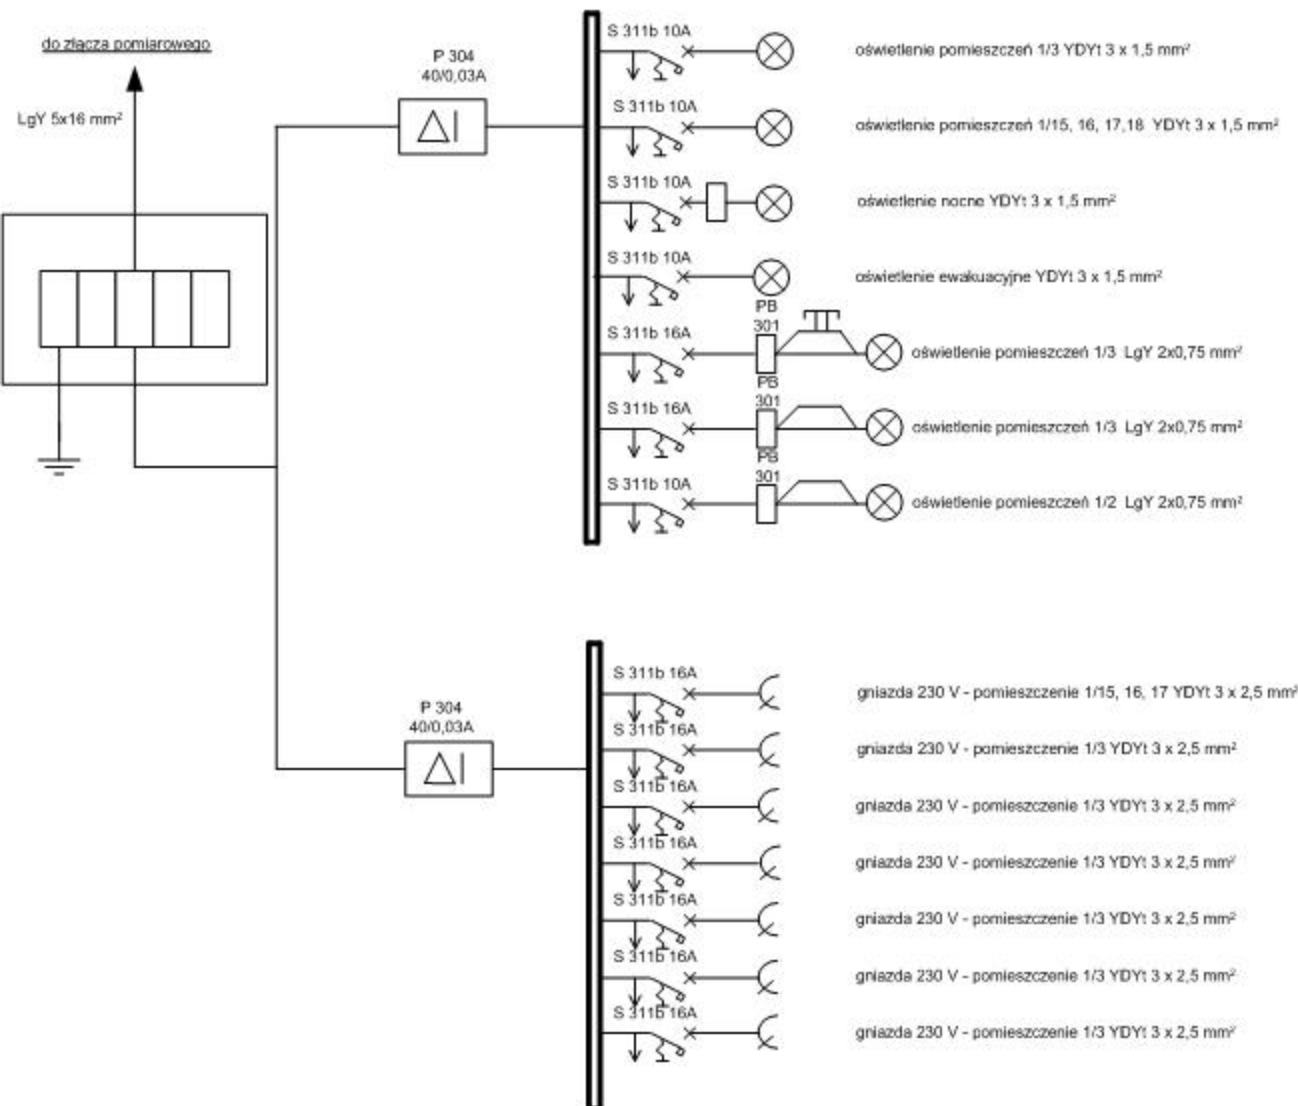 do złącza pomiarowego
LgY 5x16 mm²
P 304
40/0,03A
S 311b 10A
oświetlenie pomieszczeń 1/3 YDYt 3 x 1,5 mm²
S 311b 10A
oświetlenie pomieszczeń 1/15, 16, 17,18 YDYt 3 x 1,5 mm²
S 311b 10A
oświetlenie nocne YDYt 3 x 1,5 mm²
S 311b 10A
oświetlenie ewakuacyjne YDYt 3 x 1,5 mm²
PB
301
S 311b 16A
oświetlenie pomieszczeń 1/3 LgY 2x0,75 mm²
PB
301
S 311b 16A
oświetlenie pomieszczeń 1/3 LgY 2x0,75 mm²
PB
301
S 311b 10A
oświetlenie pomieszczeń 1/2 LgY 2x0,75 mm²
P 304
40/0,03A
S 311b 16A
gniazda 230 V - pomieszczenie 1/15, 16, 17 YDYt 3 x 2,5 mm²
S 311b 16A
gniazda 230 V - pomieszczenie 1/3 YDYt 3 x 2,5 mm²
S 311b 16A
gniazda 230 V - pomieszczenie 1/3 YDYt 3 x 2,5 mm²
S 311b 16A
gniazda 230 V - pomieszczenie 1/3 YDYt 3 x 2,5 mm²
S 311b 16A
gniazda 230 V - pomieszczenie 1/3 YDYt 3 x 2,5 mm²
S 311b 16A
gniazda 230 V - pomieszczenie 1/3 YDYt 3 x 2,5 mm²
S 311b 16A
gniazda 230 V - pomieszczenie 1/3 YDYt 3 x 2,5 mm²